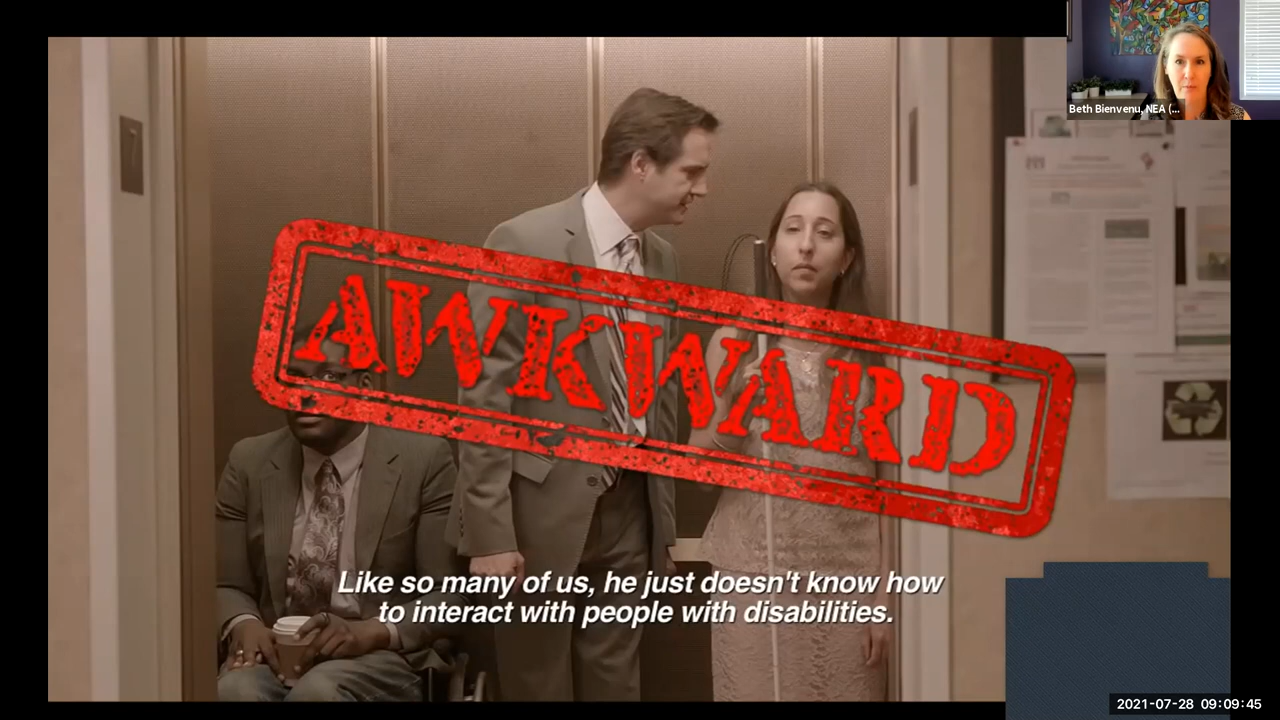 Beth Bienvenu, NEA (...
AWKWARD
Like so many of us, he just doesn't know how
to interact with people with disabilities.
2021-07-28 09:09:45